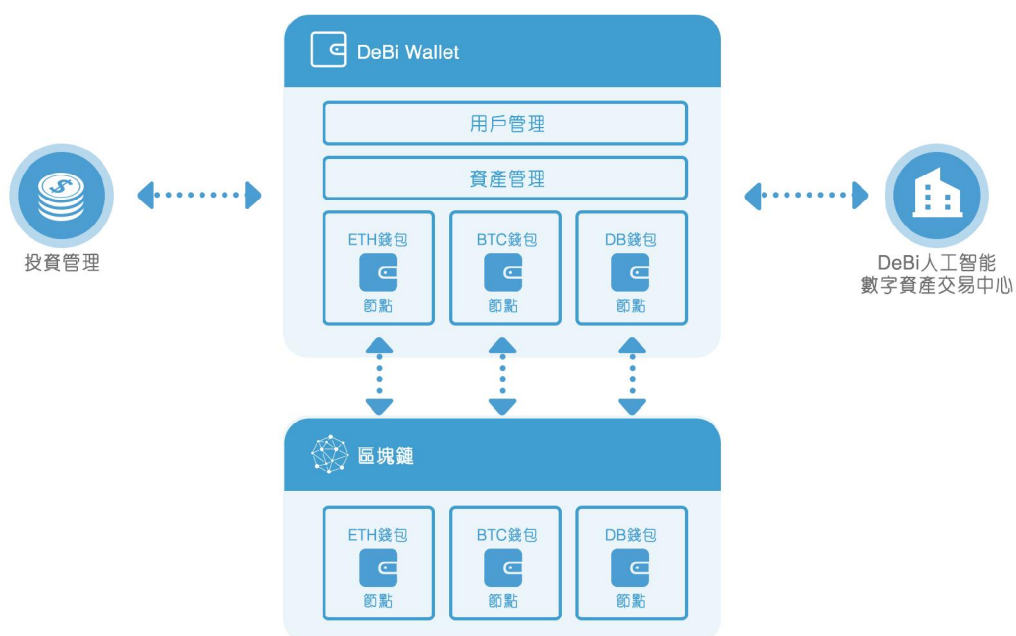 DeBi Wallet
用戶管理
資產管理
ETH錢包
BTC錢包
DB錢包
節點
節點
節點
投資管理
DeBi人工智能
數字資產交易中心
區塊鏈
ETH錢包
BTC錢包
DB錢包
節點
節點
節點